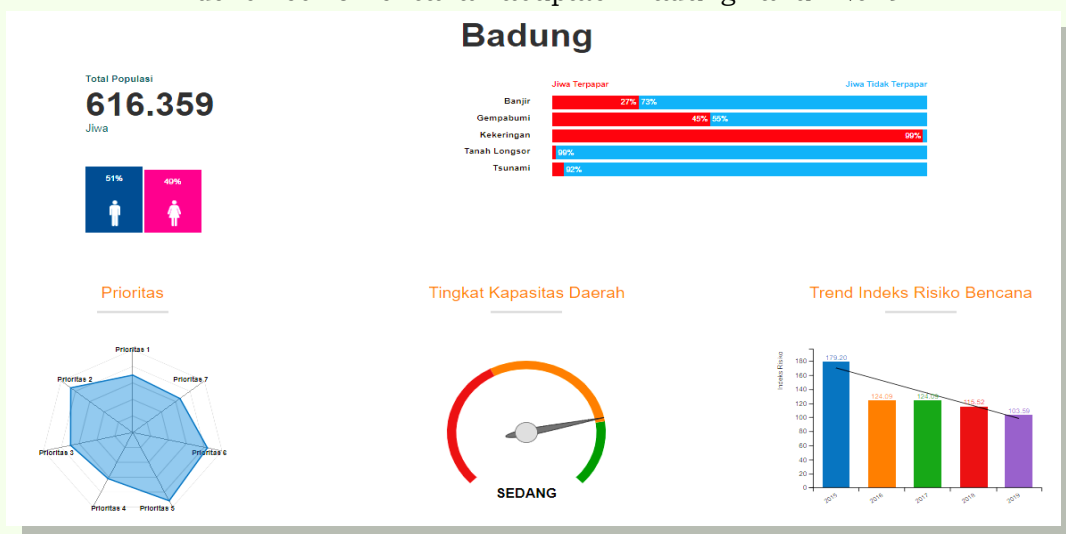 Badung
Total Populasi
616.359
Jiwa
51%
49%
Jiwa Terpapar
Jiwa Tidak Terpapar
Banjir
27% 73%
Gempabumi
45% 55%
Kekeringan
99%
Tanah Longsor
99%
Tsunami
92%
Prioritas
Prioritas 1
Prioritas 2
Prioritas 7
Prioritas 3
Prioritas 6
Prioritas 4
Prioritas 5
Tingkat Kapasitas Daerah
SEDANG
Trend Indeks Risiko Bencana
Indeks Risiko
180
160
140
120
100
80
60
40
20
0
179.20
124.09
124.09
115.52
103.59
2015
2016
2017
2018
2019